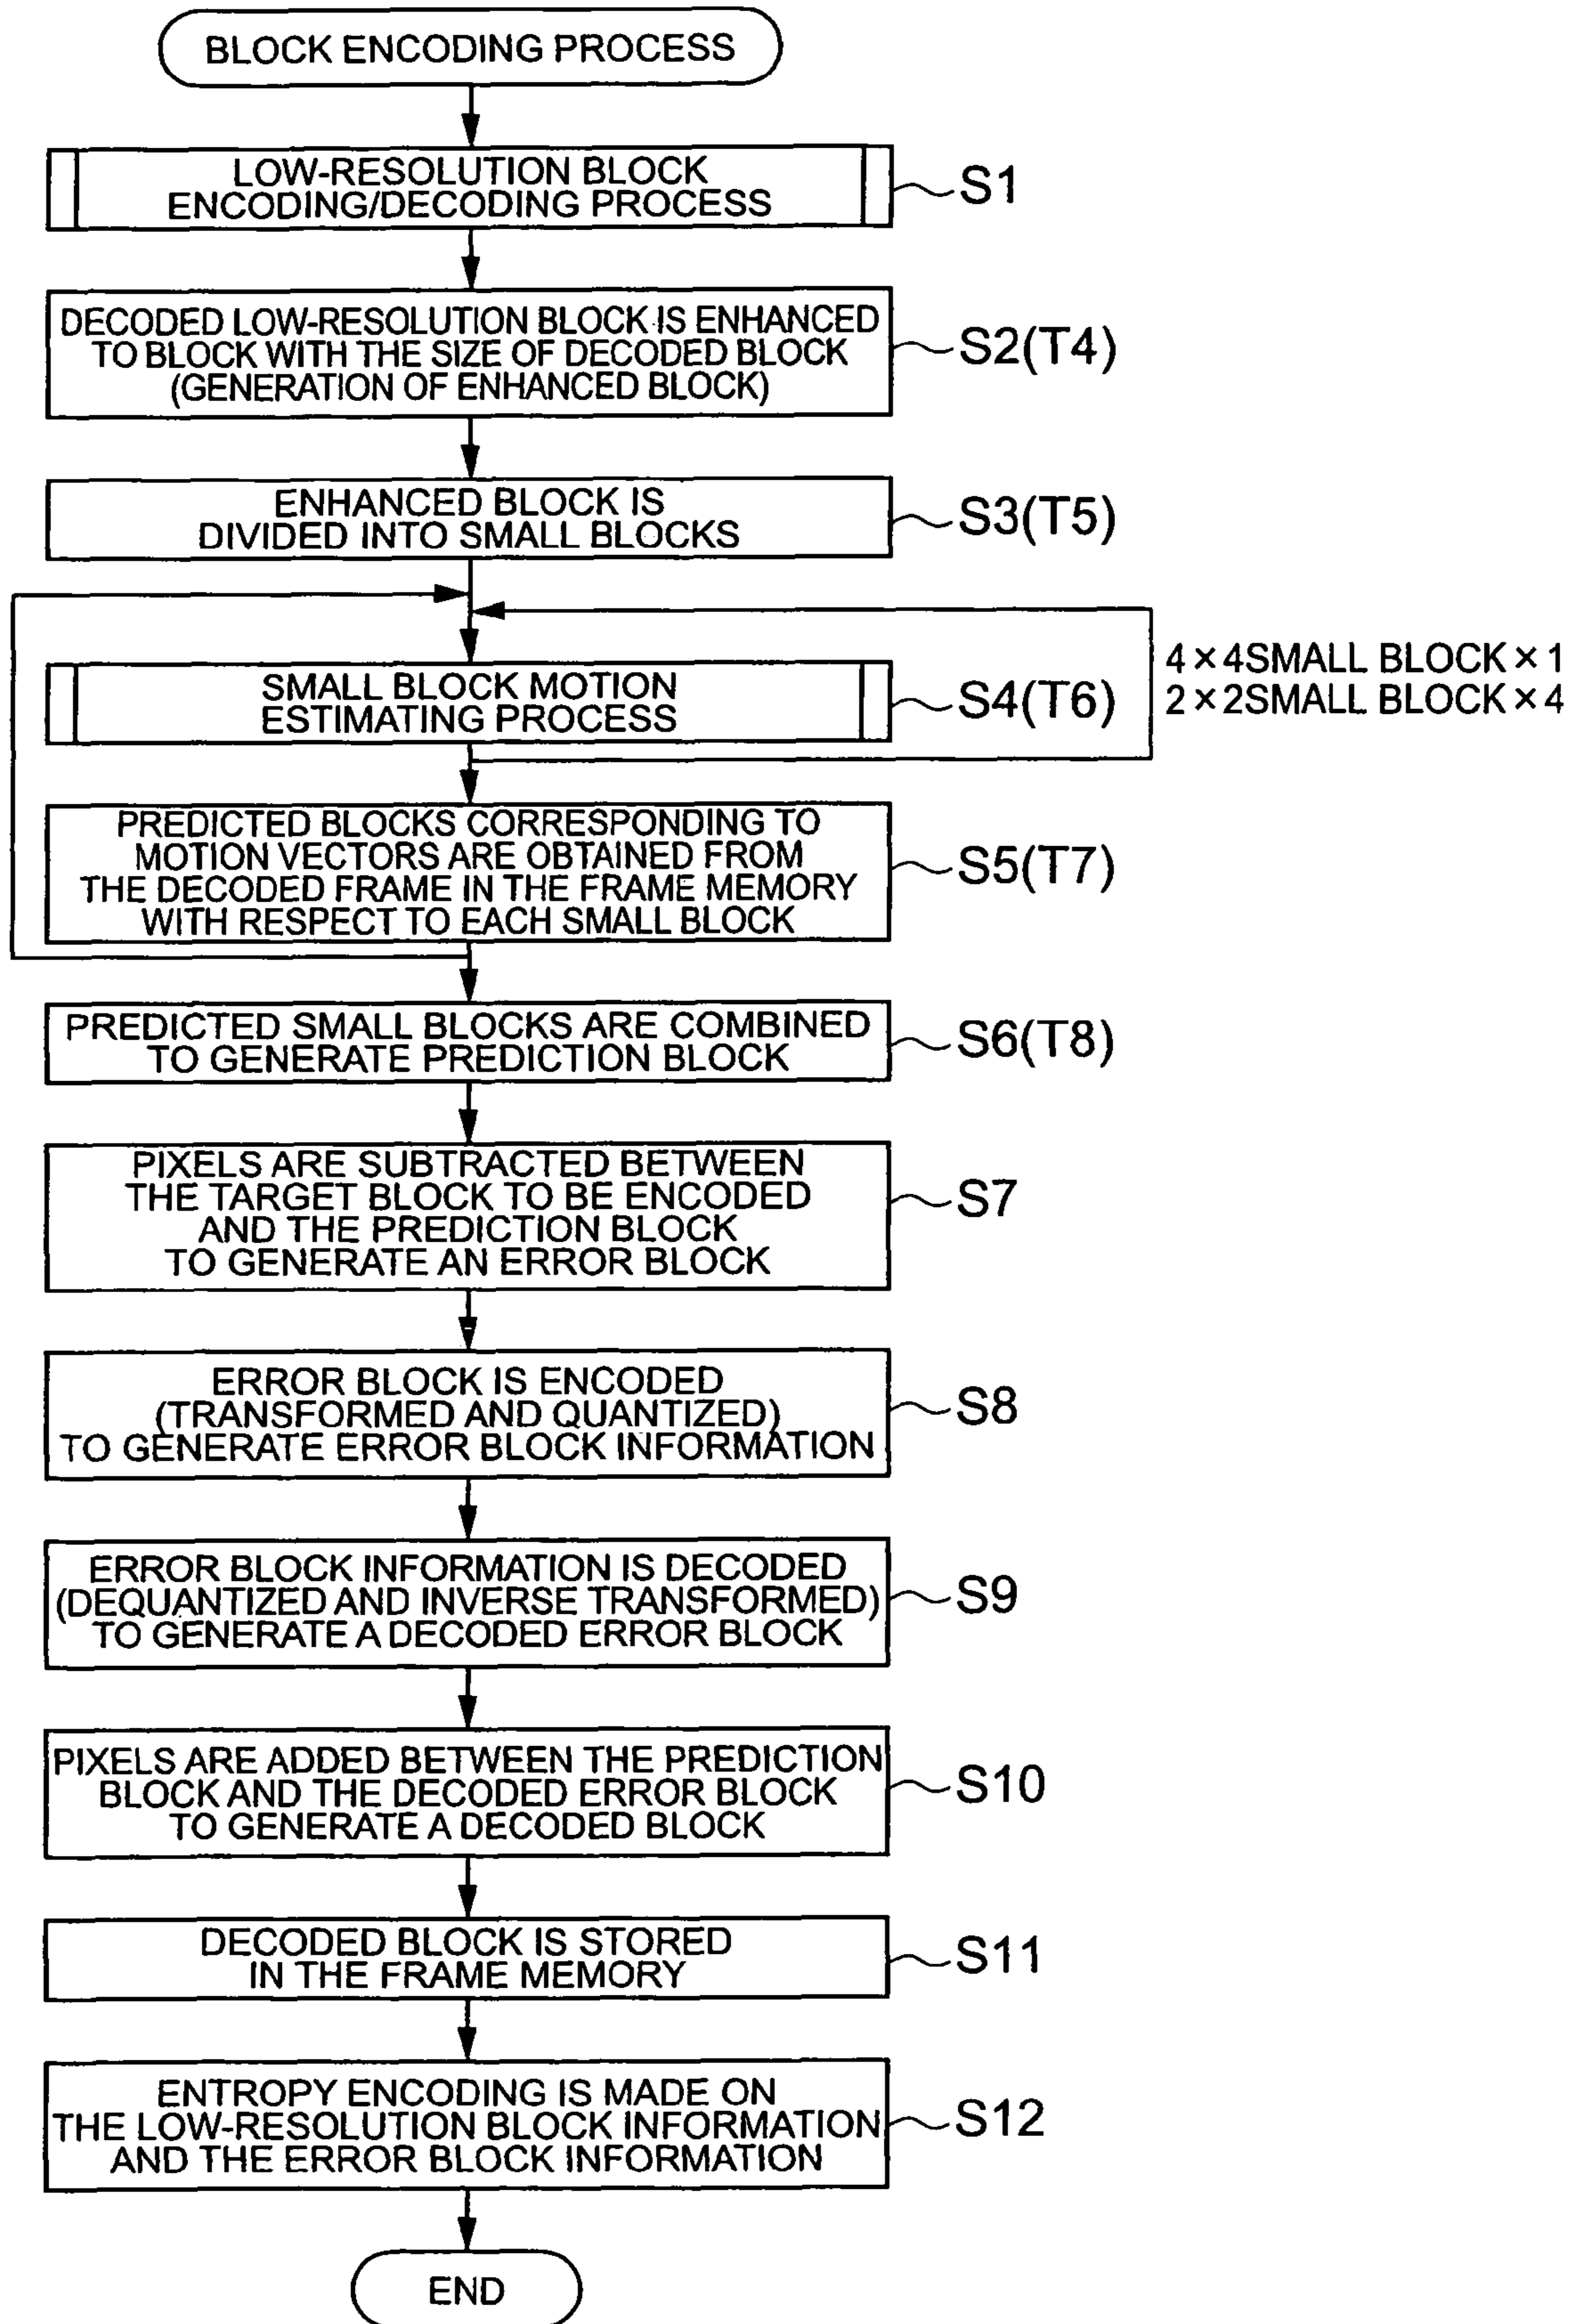 BLOCK ENCODING PROCESS
LOW-RESOLUTION BLOCK
ENCODING/DECODING PROCESS
S1
DECODED LOW-RESOLUTION BLOCK IS ENHANCED
TO BLOCK WITH THE SIZE OF DECODED BLOCK
(GENERATION OF ENHANCED BLOCK)
S2(T4)
ENHANCED BLOCK IS
DIVIDED INTO SMALL BLOCKS
S3(T5)
SMALL BLOCK MOTION
ESTIMATING PROCESS
S4(T6)
4×4SMALL BLOCK×1
2×2SMALL BLOCK×4
PREDICTED BLOCKS CORRESPONDING TO
MOTION VECTORS ARE OBTAINED FROM
THE DECODED FRAME IN THE FRAME MEMORY
WITH RESPECT TO EACH SMALL BLOCK
S5(T7)
PREDICTED SMALL BLOCKS ARE COMBINED
TO GENERATE PREDICTION BLOCK
S6(T8)
PIXELS ARE SUBTRACTED BETWEEN
THE TARGET BLOCK TO BE ENCODED
AND THE PREDICTION BLOCK
TO GENERATE AN ERROR BLOCK
S7
ERROR BLOCK IS ENCODED
(TRANSFORMED AND QUANTIZED)
TO GENERATE ERROR BLOCK INFORMATION
S8
ERROR BLOCK INFORMATION IS DECODED
(DEQUANTIZED AND INVERSE TRANSFORMED)
TO GENERATE A DECODED ERROR BLOCK
S9
PIXELS ARE ADDED BETWEEN THE PREDICTION
BLOCK AND THE DECODED ERROR BLOCK
TO GENERATE A DECODED BLOCK
S10
DECODED BLOCK IS STORED
IN THE FRAME MEMORY
S11
ENTROPY ENCODING IS MADE ON
THE LOW-RESOLUTION BLOCK INFORMATION
AND THE ERROR BLOCK INFORMATION
S12
END